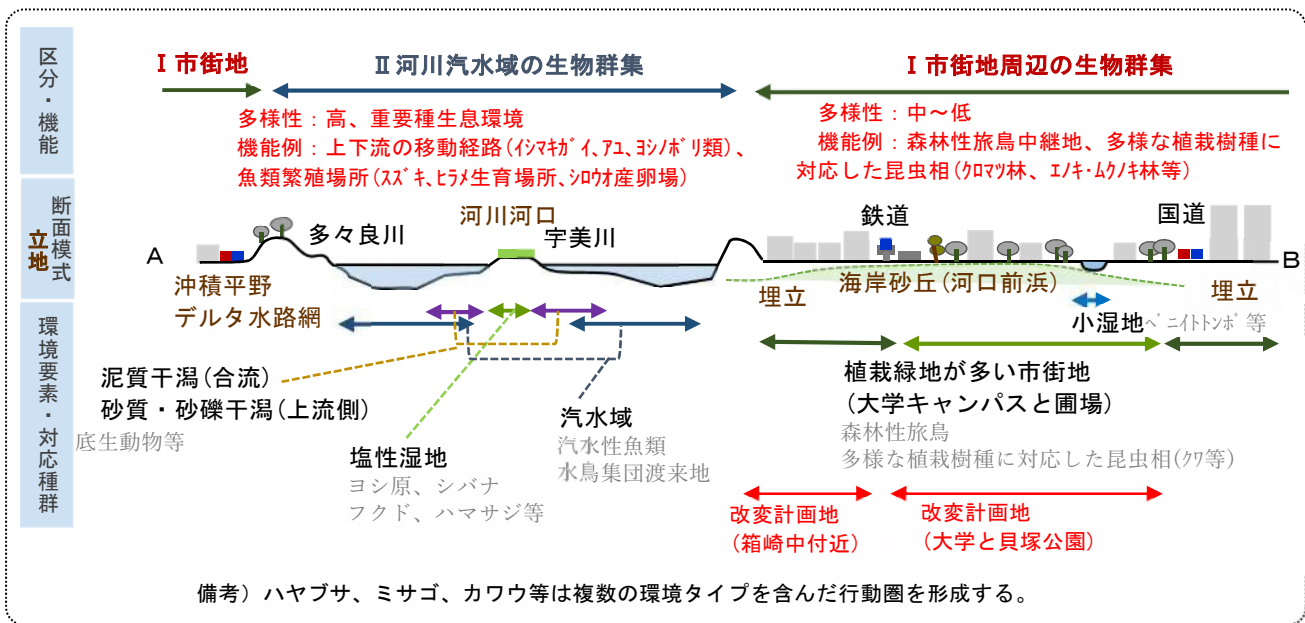 区分・機能
Ⅰ市街地
Ⅱ河川汽水域の生物群集
Ⅰ市街地周辺の生物群集
多様性：高、重要種生息環境
機能例：上下流の移動経路(ｲｼﾏｷｶﾞｲ､ｱﾕ､ﾖｼﾉﾎﾞﾘ類)、
魚類繁殖場所(ｽｽﾞｷ､ﾋﾗﾒ生育場所､ｼﾛｳｵ産卵場)
多様性：中～低
機能例：森林性旅鳥中継地、多様な植栽樹種に
対応した昆虫相(ｸﾛﾏﾂ林、ｴﾉｷ･ﾑｸﾉｷ林等)
立地
断面模式
A
多々良川
河川河口
宇美川
鉄道
国道
B
沖積平野
デルタ水路網
埋立
海岸砂丘(河口前浜)
埋立
環境要素・対応種群
小湿地ﾍﾞﾆｲﾄﾄﾝﾎﾞ等
泥質干潟(合流)
砂質・砂礫干潟(上流側)
底生動物等
塩性湿地
ヨシ原、シバナ
フクド、ハマサジ等
汽水域
汽水性魚類
水鳥集団渡来地
植栽緑地が多い市街地
(大学キャンパスと圃場)
森林性旅鳥
多様な植栽樹種に対応した昆虫相(ｸﾜ等)
改変計画地
(箱崎中付近)
改変計画地
(大学と貝塚公園)
備考）ハヤブサ、ミサゴ、カワウ等は複数の環境タイプを含んだ行動圏を形成する。